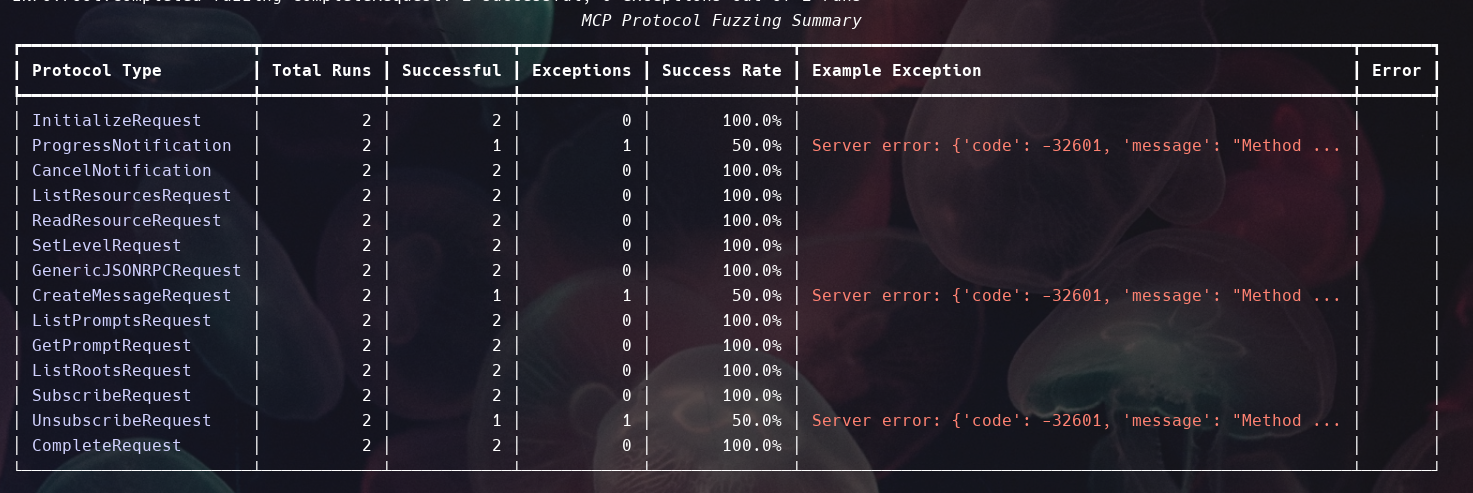 MCP Protocol Fuzzing Summary
Protocol Type Total Runs Successful Exceptions Success Rate Example Exception Error
InitializeRequest 2 2 0 100.0%
ProgressNotification 2 1 1 50.0% Server error: {'code': -32601, 'message': "Method ...
CancelNotification 2 2 0 100.0%
ListResourcesRequest 2 2 0 100.0%
ReadResourceRequest 2 2 0 100.0%
SetLevelRequest 2 2 0 100.0%
GenericJSONRPCRequest 2 2 0 100.0%
CreateMessageRequest 2 1 1 50.0% Server error: {'code': -32601, 'message': "Method ...
ListPromptsRequest 2 2 0 100.0%
GetPromptRequest 2 2 0 100.0%
ListRootsRequest 2 2 0 100.0%
SubscribeRequest 2 2 0 100.0%
UnsubscribeRequest 2 1 1 50.0% Server error: {'code': -32601, 'message': "Method ...
CompleteRequest 2 2 0 100.0%